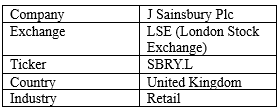 Company J Sainsbury Plc
Exchange LSE (London Stock
Exchange)
Ticker SBRY.L
Country United Kingdom
Industry Retail